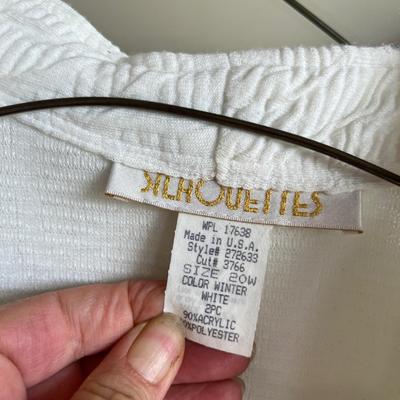 SILHOUETTES
WPL 17638
Made in U.S.A.
Style# 272633
Cut# 3766
SIZE 20W
COLOR WINTER
WHITE
2PC
90%ACRYLIC
10%POLYESTER